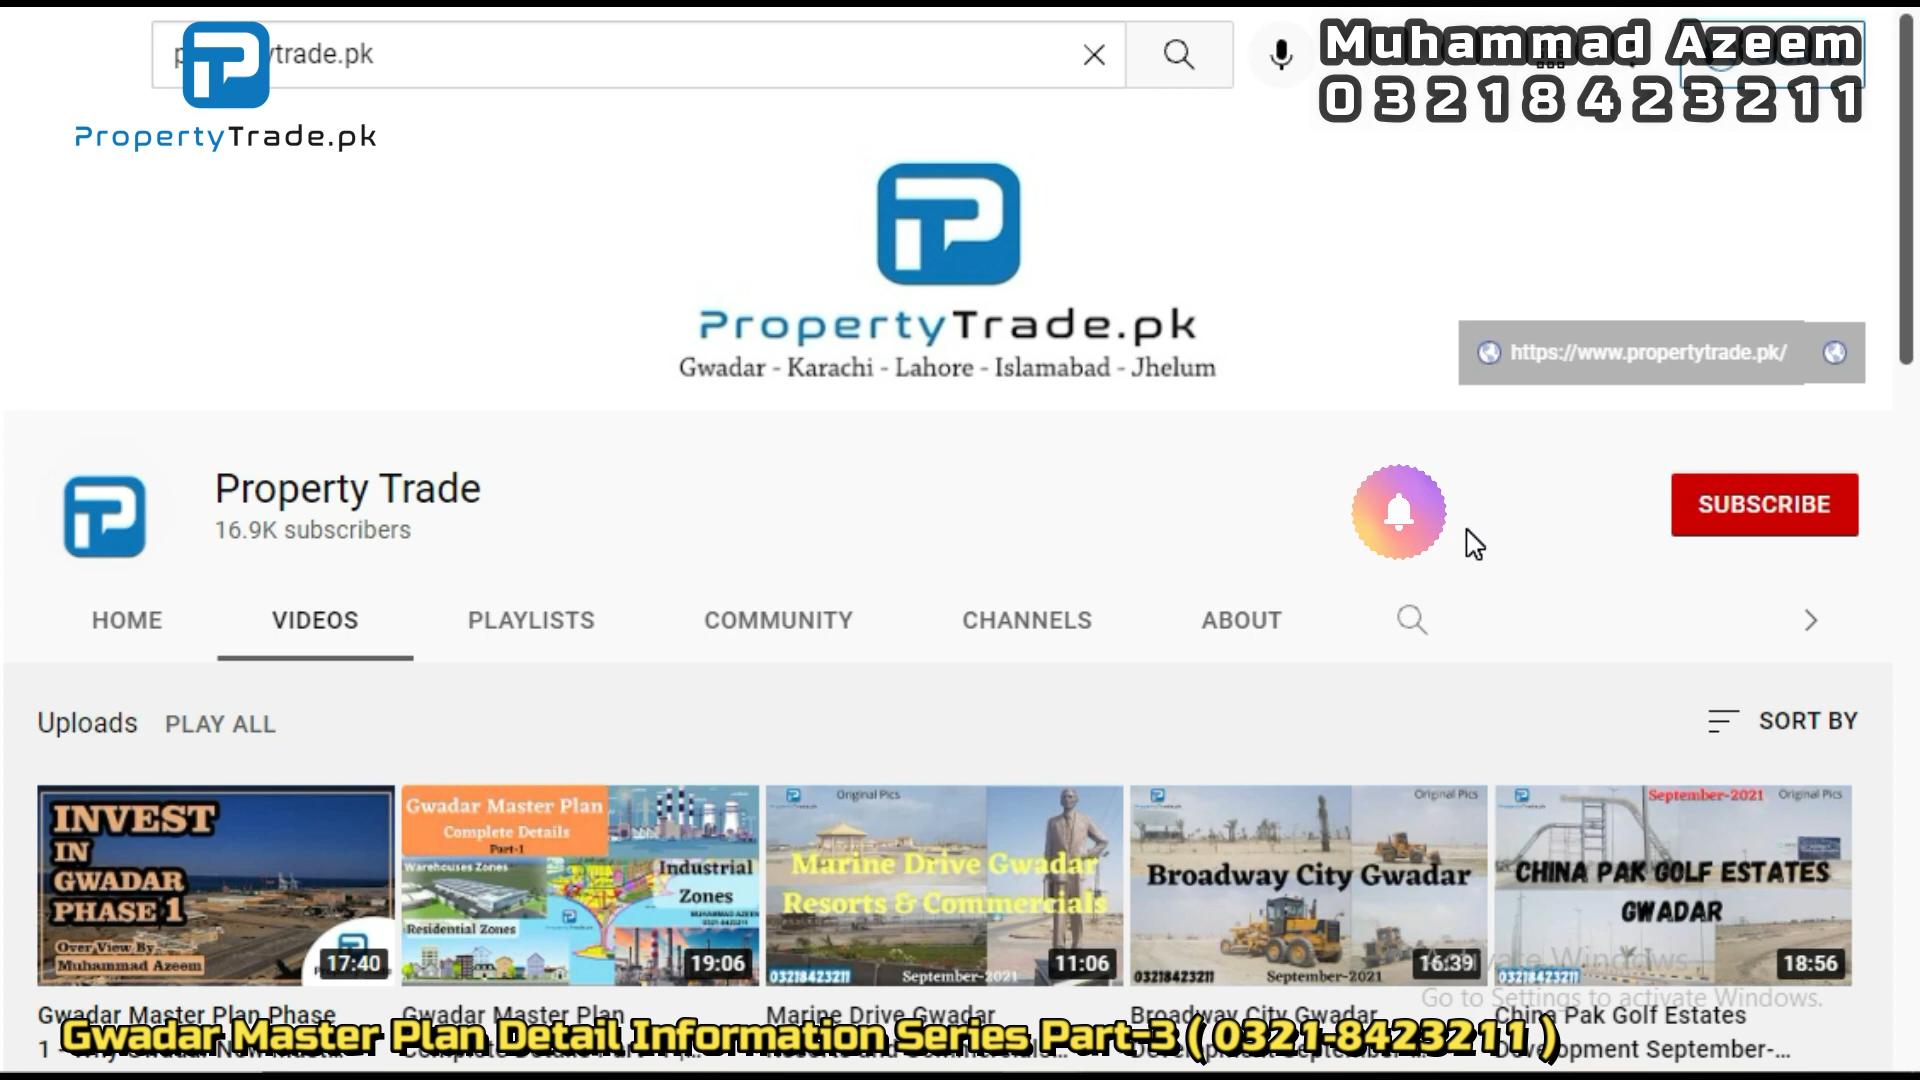 trade.pk
Muhammad Azeem
03218423211
PropertyTrade.pk
PropertyTrade.pk
Gwadar - Karachi - Lahore - Islamabad - Jhelum
https://www.propertytrade.pk/
Property Trade
16.9K subscribers
SUBSCRIBE
HOME
VIDEOS
PLAYLISTS
COMMUNITY
CHANNELS
ABOUT
Uploads
PLAY ALL
SORT BY
INVEST
IN
GWADAR
PHASE 1
Over View By
Muhammad Azeem
17:40
Gwadar Master Plan
Complete Details
Part-1
Warehouses Zones
Industrial
Zones
MUHAMMAD AZEEM
0321-8423211
Residential Zones
19:06
Original Pics
Marine Drive Gwadar
Resorts & Commercials
03218423211
September-2021
11:06
Original Pics
Broadway City Gwadar
03218423211
September-2021
16:39
September-2021
Original Pics
CHINA PAK GOLF ESTATES
GWADAR
03218423211
18:56
Activate Windows
Go to Settings to activate Windows.
Gwadar Master Plan Phase
Gwadar Master Plan
Marine Drive Gwadar
Broadway City Gwadar
China Pak Golf Estates
Development September-...
Gwadar Master Plan Detail Information Series Part-3 ( 0321-8423211 )